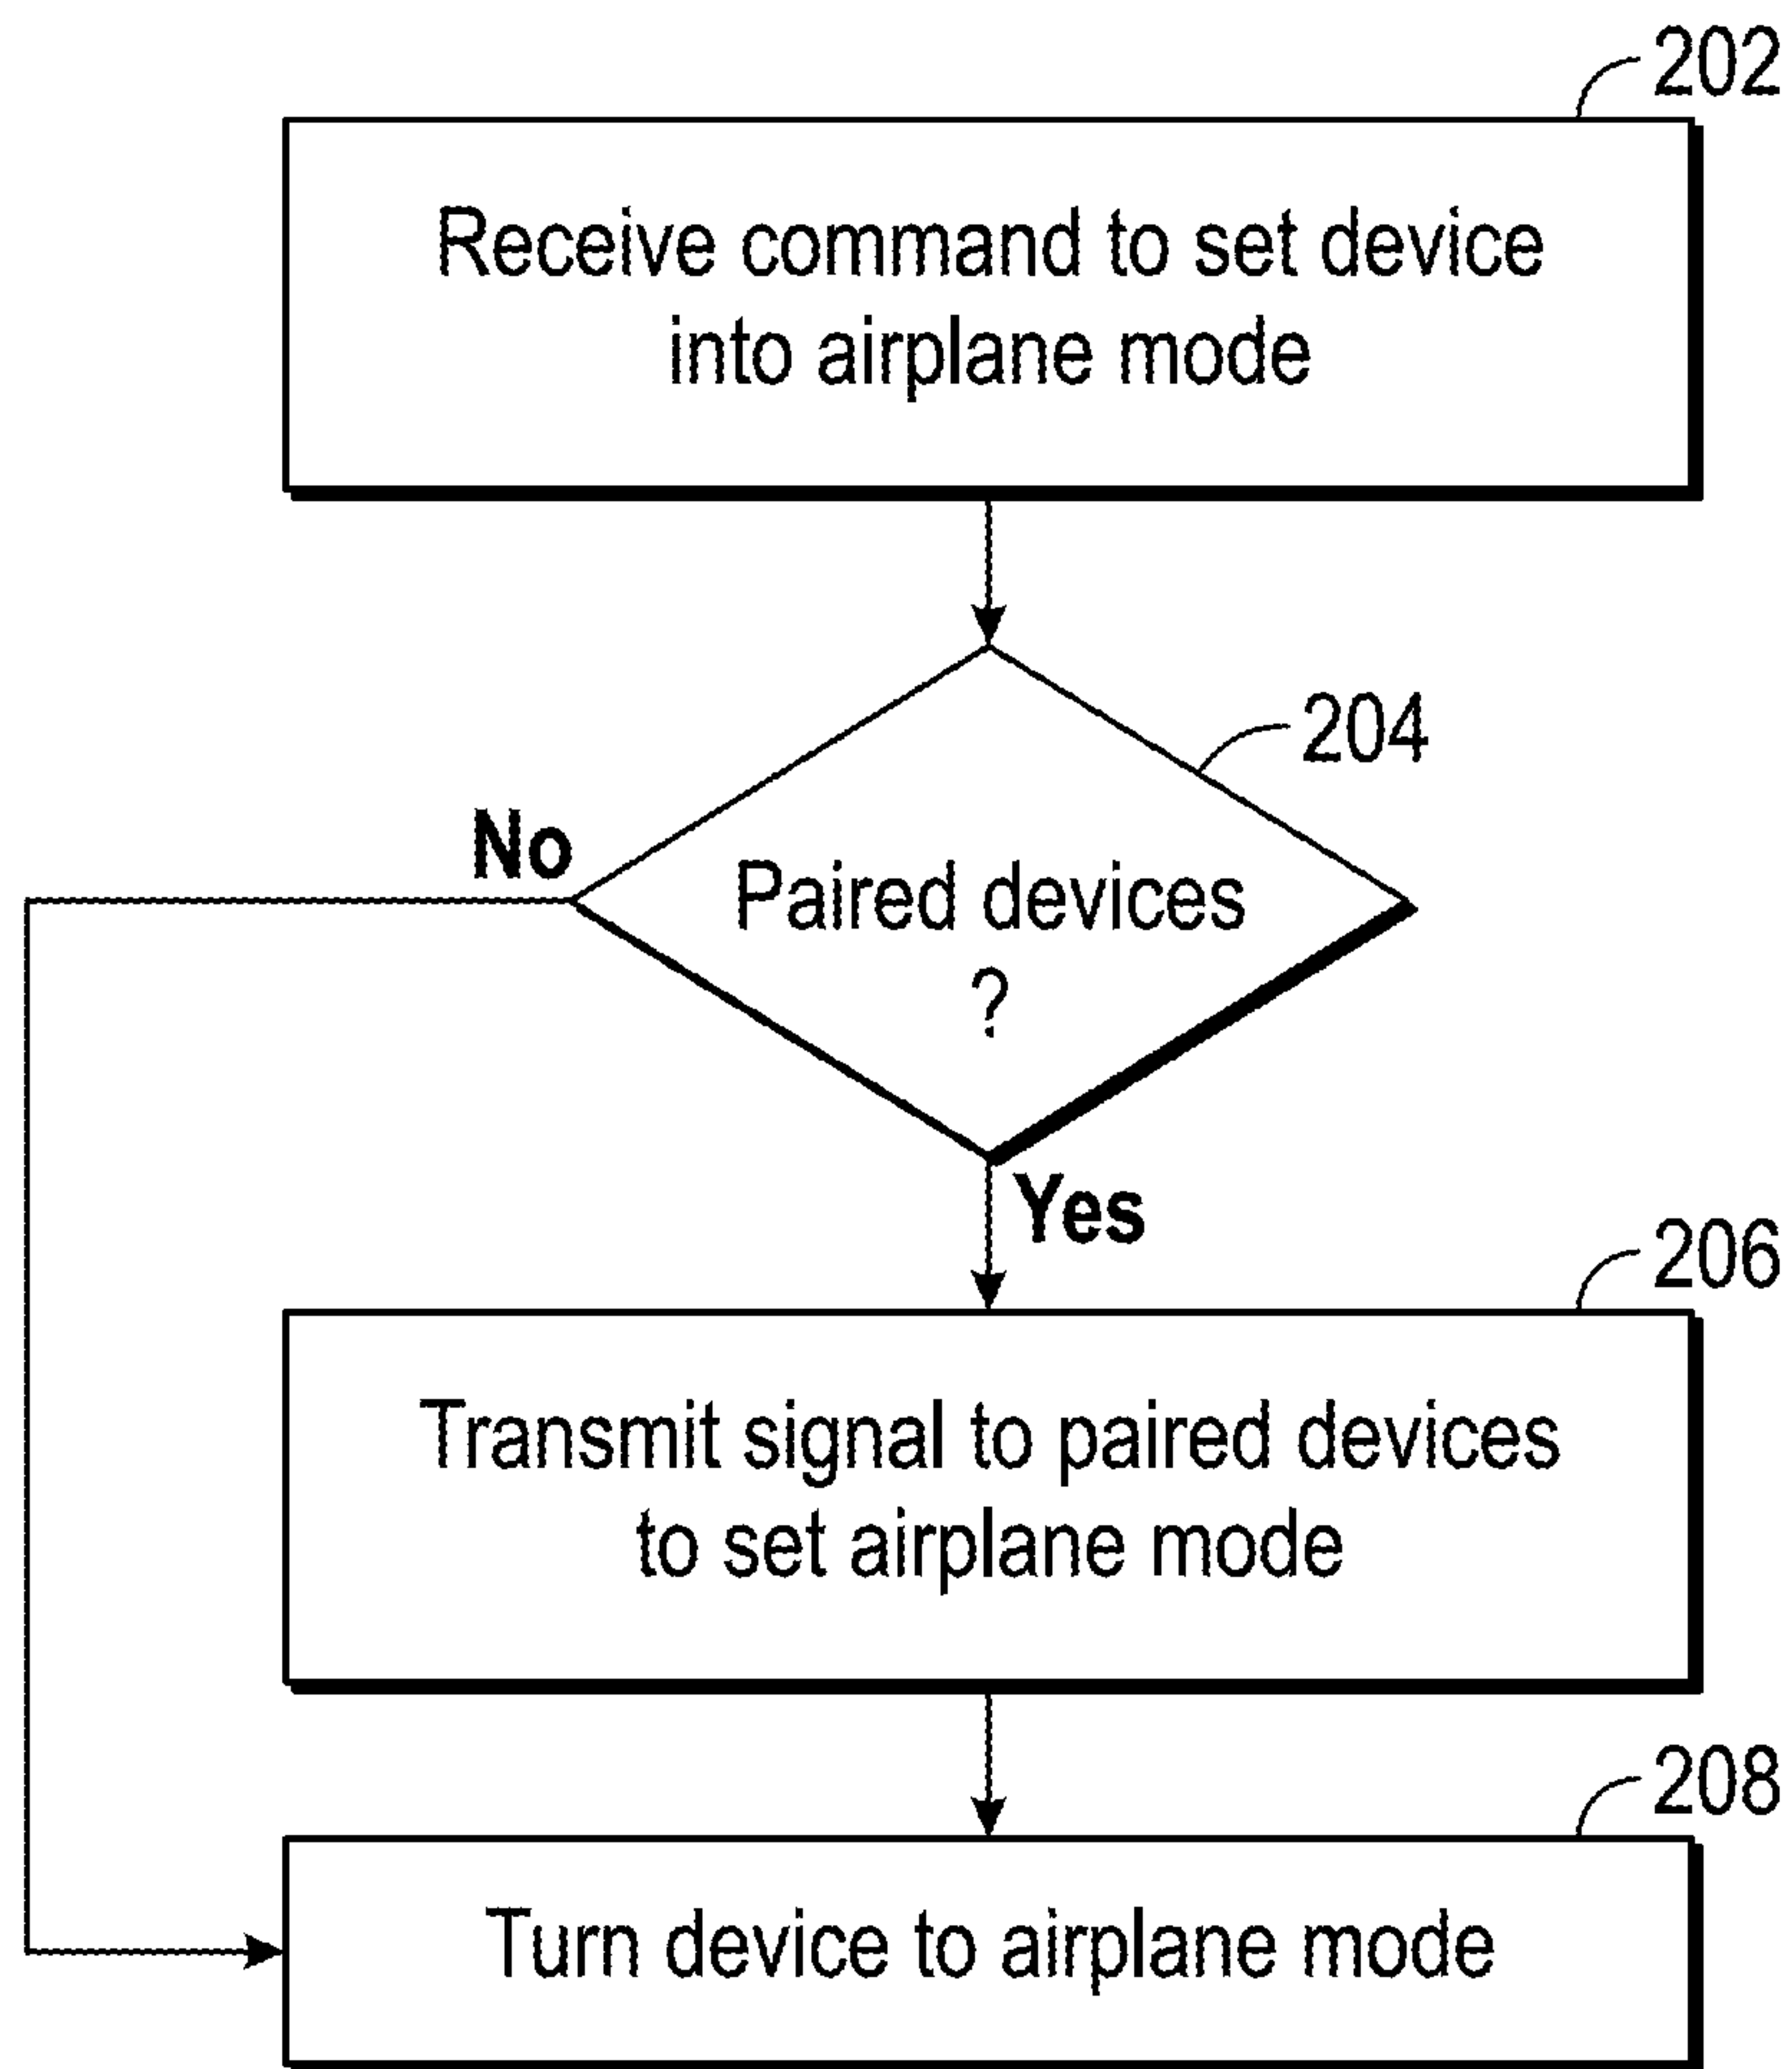 202
Receive command to set device
into airplane mode
204
No
Paired devices
?
Yes
206
Transmit signal to paired devices
to set airplane mode
208
Turn device to airplane mode